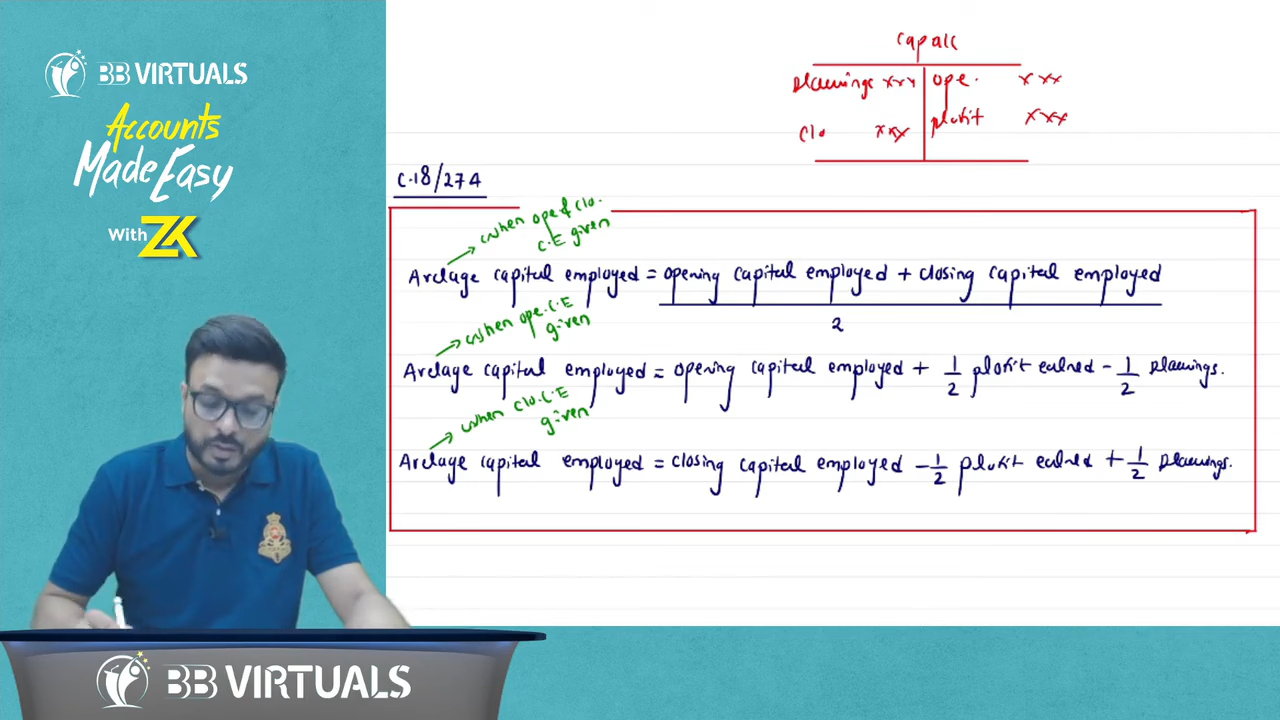 BB VIRTUALS
Accounts
Made Easy
With ZK
Cap a/c
Drawings xxx ope. xxx
Clo xxx profit xxx
C.18/274
when ope & clo.
C.E given
Average capital employed = opening capital employed + closing capital employed
2
when ope. C.E
given
Average capital employed = opening capital employed + 1/2 profit earned - 1/2 Drawings.
when clo. C.E
given
Average capital employed = closing capital employed - 1/2 profit earned + 1/2 Drawings.
BB VIRTUALS